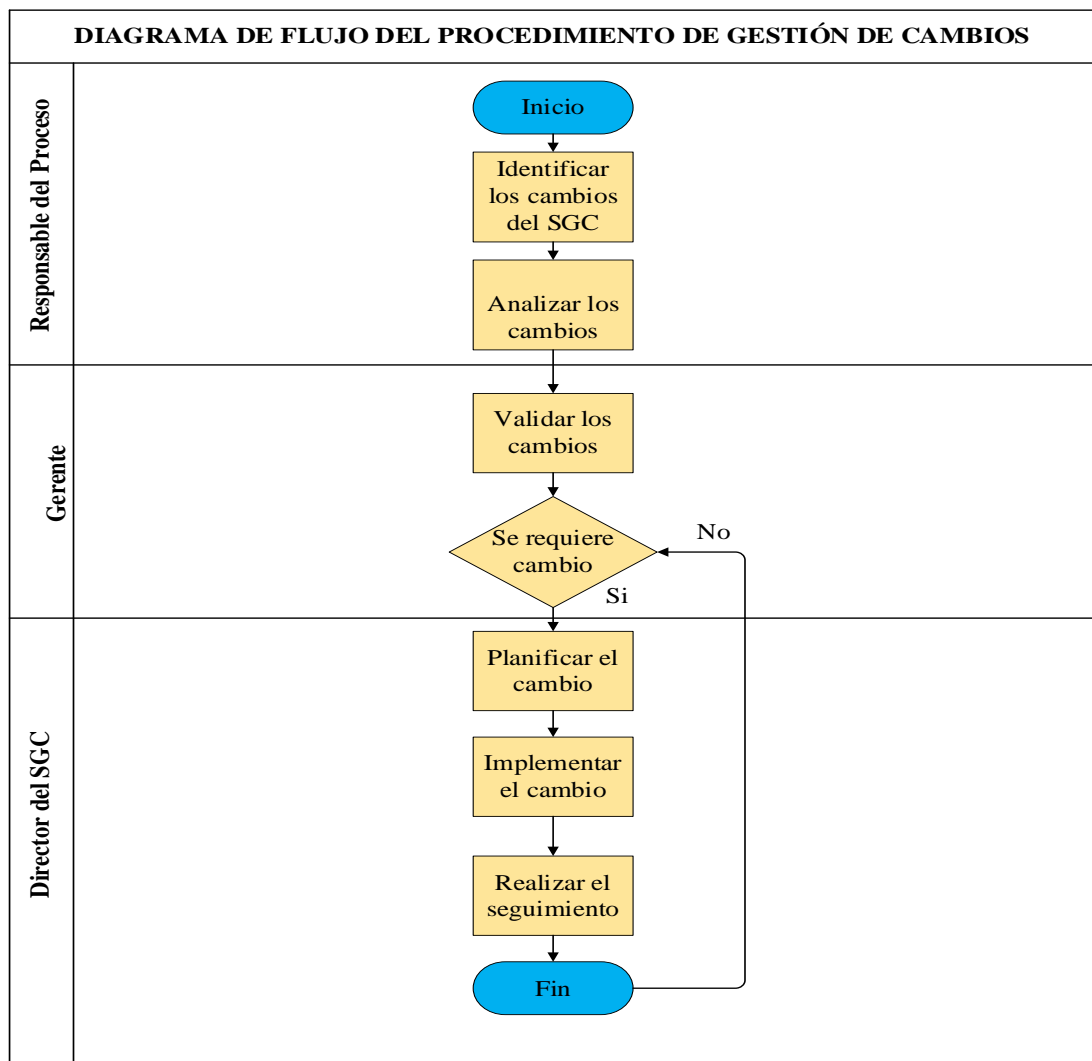 DIAGRAMA DE FLUJO DEL PROCEDIMIENTO DE GESTIÓN DE CAMBIOS
Responsable del Proceso
Inicio
Identificar
los cambios
del SGC
Analizar los
cambios
Gerente
Validar los
cambios
Se requiere
cambio
No
Si
Director del SGC
Planificar el
cambio
Implementar
el cambio
Realizar el
seguimiento
Fin